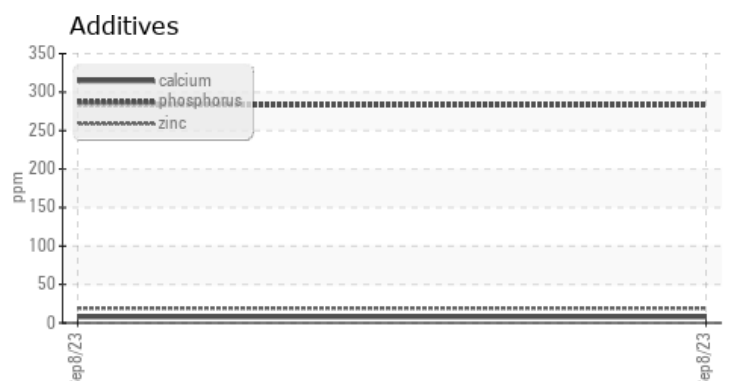 Additives
350
300
250
200
150
100
50
0
ppm
calcium
phosphorus
zinc
ep8/23
ep8/23